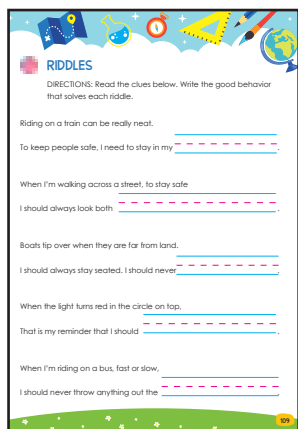 RIDDLES
DIRECTIONS: Read the clues below. Write the good behavior
that solves each riddle.
Riding on a train can be really neat.
To keep people safe, I need to stay in my .
When I'm walking across a street, to stay safe
I should always look both .
Boats tip over when they are far from land.
I should always stay seated. I should never .
When the light turns red in the circle on top,
That is my reminder that I should .
When I'm riding on a bus, fast or slow,
I should never throw anything out the .
109